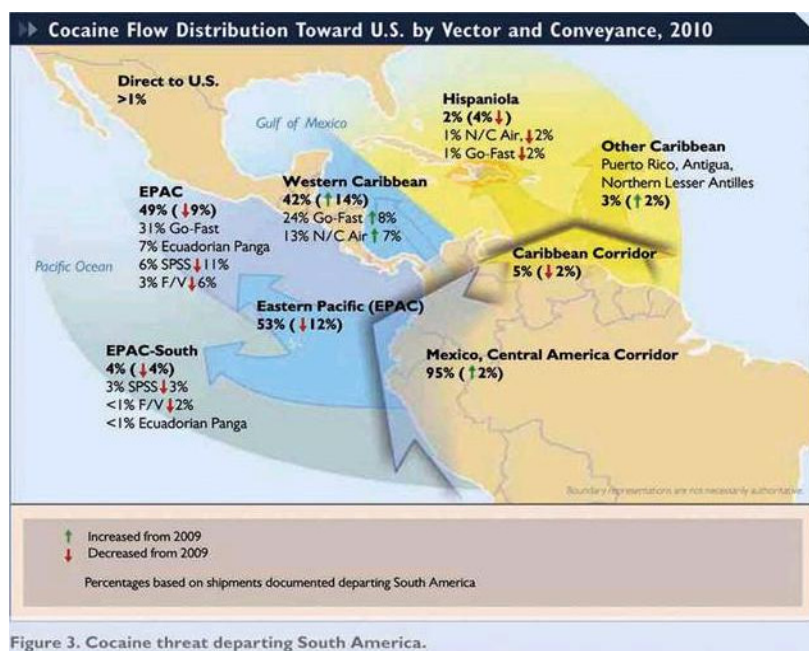 Cocaine Flow Distribution Toward U.S. by Vector and Conveyance, 2010
Direct to U.S.
>1%
Gulf of Mexico
Hispaniola
2% (4%↓)
1% N/C Air,↓2%
1% Go-Fast ↓2%
Other Caribbean
Puerto Rico, Antigua,
Northern Lesser Antilles
3% (↑2%)
EPAC
49% (↓9%)
31% Go-Fast
7% Ecuadorian Panga
6% SPSS↓11%
3% F/V↓6%
Western Caribbean
42% (↑14%)
24% Go-Fast ↑8%
13% N/C Air ↑7%
Pacific Ocean
Caribbean Corridor
5% (↓2%)
Eastern Pacific (EPAC)
53% (↓12%)
EPAC-South
4% (↓4%)
3% SPSS↓3%
<1% F/V↓2%
<1% Ecuadorian Panga
Mexico, Central America Corridor
95% (↑2%)
Boundary representations are not necessarily authoritative.
↑ Increased from 2009
↓ Decreased from 2009
Percentages based on shipments documented departing South America
Figure 3. Cocaine threat departing South America.